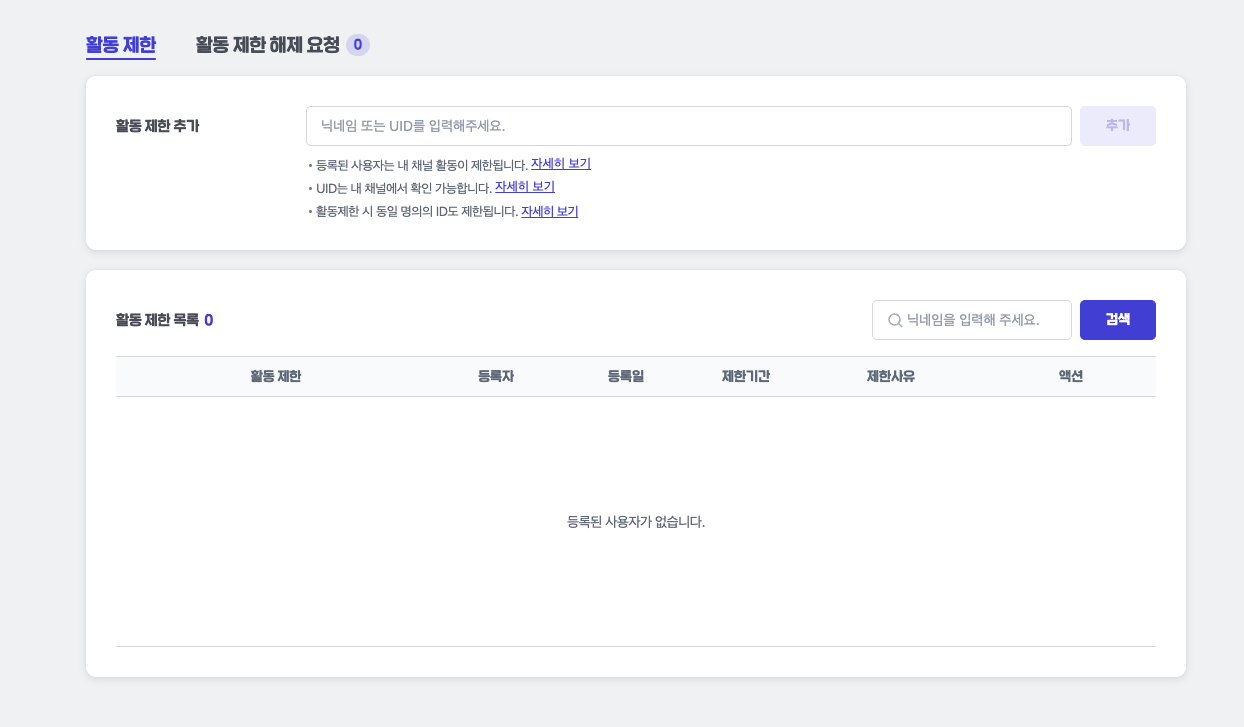 활동 제한 활동 제한 해제 요청 0
활동 제한 추가 닉네임 또는 UID를 입력해주세요. 추가
• 등록된 사용자는 내 채널 활동이 제한됩니다. 자세히 보기
• UID는 내 채널에서 확인 가능합니다. 자세히 보기
• 활동제한 시 동일 명의의 ID도 제한됩니다. 자세히 보기
활동 제한 목록 0 닉네임을 입력해 주세요. 검색
활동 제한 등록자 등록일 제한기간 제한사유 액션
등록된 사용자가 없습니다.